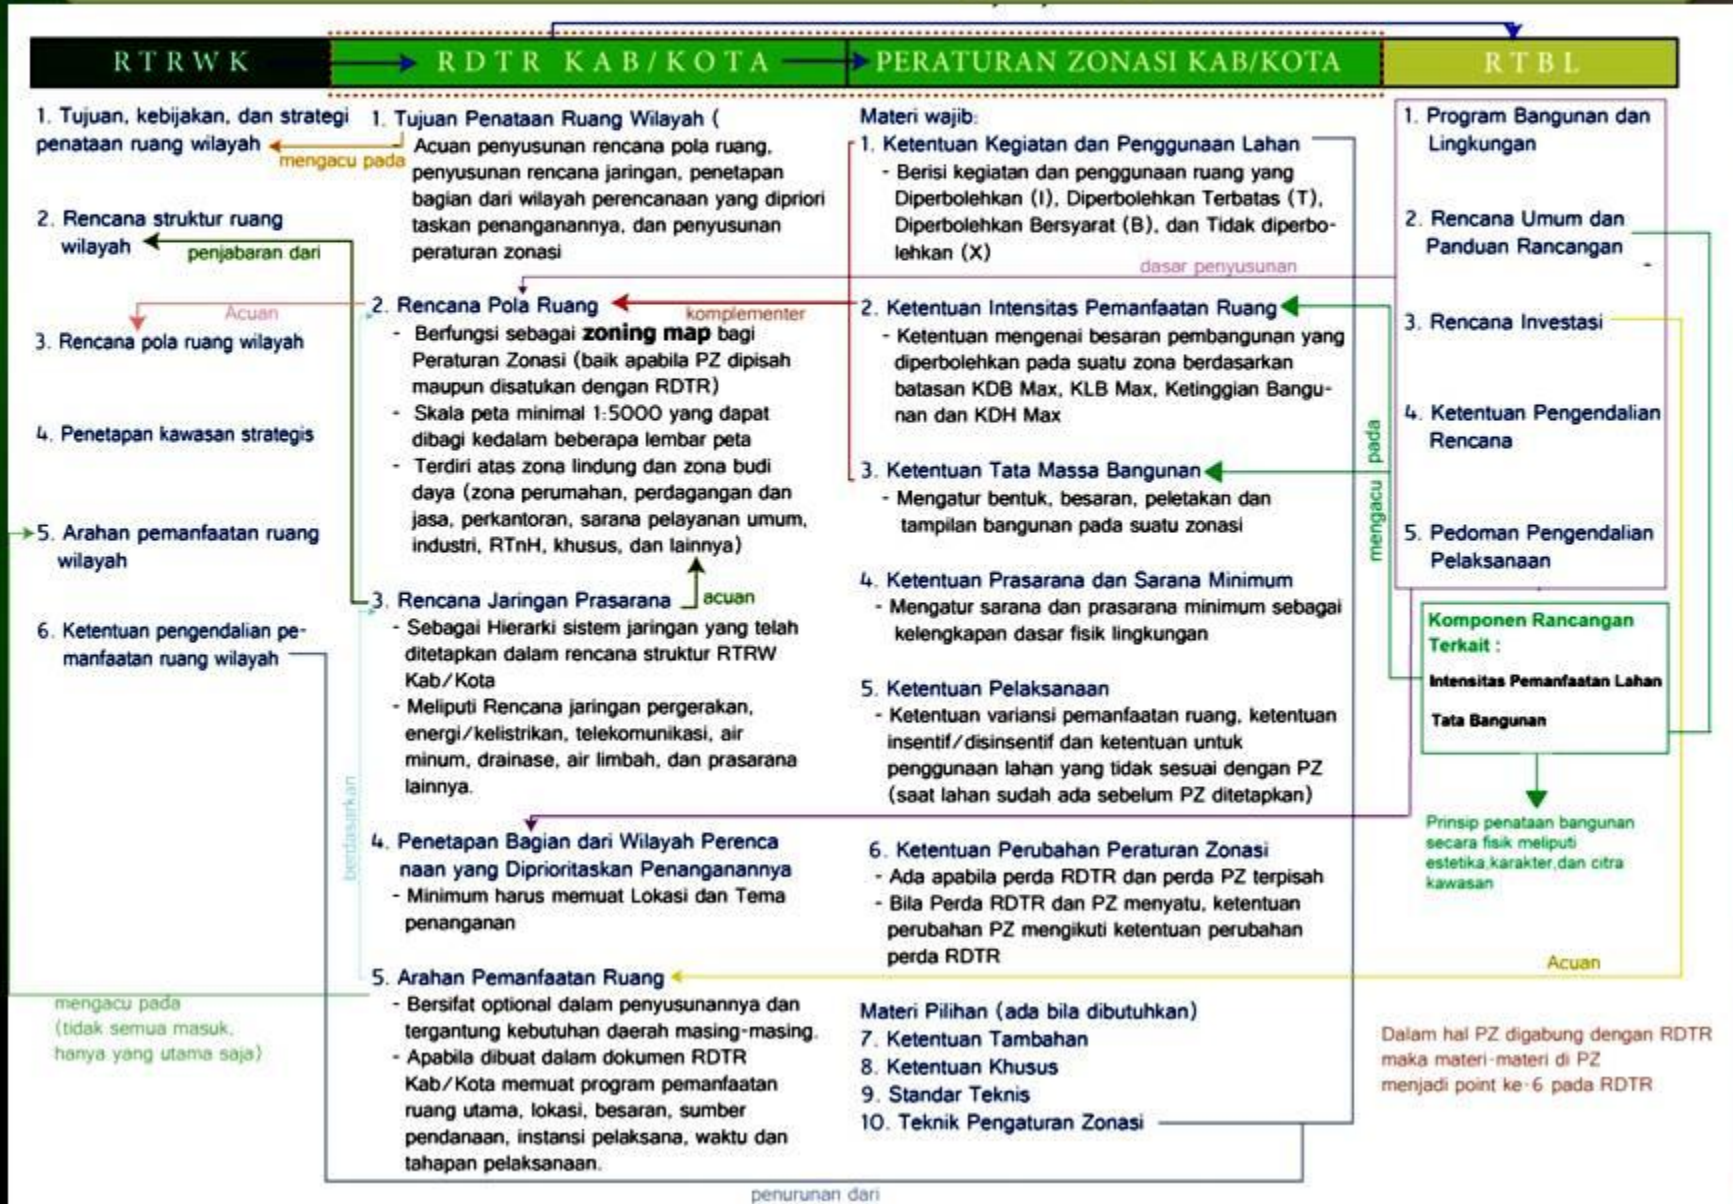 RTRWK
RDTR KAB/KOTA
PERATURAN ZONASI KAB/KOTA
RTBL
1. Tujuan, kebijakan, dan strategi
penataan ruang wilayah
mengacu pada
2. Rencana struktur ruang
wilayah
penjabaran dari
Acuan
3. Rencana pola ruang wilayah
4. Penetapan kawasan strategis
5. Arahan pemanfaatan ruang
wilayah
6. Ketentuan pengendalian pe-
manfaatan ruang wilayah
berdasarkan
mengacu pada
(tidak semua masuk,
hanya yang utama saja)
1. Tujuan Penataan Ruang Wilayah (
Acuan penyusunan rencana pola ruang,
penyusunan rencana jaringan, penetapan
bagian dari wilayah perencanaan yang dipriori
taskan penanganannya, dan penyusunan
peraturan zonasi
2. Rencana Pola Ruang
komplementer
- Berfungsi sebagai zoning map bagi
Peraturan Zonasi (baik apabila PZ dipisah
maupun disatukan dengan RDTR)
- Skala peta minimal 1:5000 yang dapat
dibagi kedalam beberapa lembar peta
- Terdiri atas zona lindung dan zona budi
daya (zona perumahan, perdagangan dan
jasa, perkantoran, sarana pelayanan umum,
industri, RTnH, khusus, dan lainnya)
3. Rencana Jaringan Prasarana
acuan
- Sebagai Hierarki sistem jaringan yang telah
ditetapkan dalam rencana struktur RTRW
Kab/Kota
- Meliputi Rencana jaringan pergerakan,
energi/kelistrikan, telekomunikasi, air
minum, drainase, air limbah, dan prasarana
lainnya.
4. Penetapan Bagian dari Wilayah Perenca
naan yang Diprioritaskan Penanganannya
- Minimum harus memuat Lokasi dan Tema
penanganan
5. Arahan Pemanfaatan Ruang
- Bersifat optional dalam penyusunannya dan
tergantung kebutuhan daerah masing-masing.
- Apabila dibuat dalam dokumen RDTR
Kab/Kota memuat program pemanfaatan
ruang utama, lokasi, besaran, sumber
pendanaan, instansi pelaksana, waktu dan
tahapan pelaksanaan.
penurunan dari
Materi wajib:
1. Ketentuan Kegiatan dan Penggunaan Lahan
- Berisi kegiatan dan penggunaan ruang yang
Diperbolehkan (I), Diperbolehkan Terbatas (T),
Diperbolehkan Bersyarat (B), dan Tidak diperbo-
lehkan (X)
dasar penyusunan
2. Ketentuan Intensitas Pemanfaatan Ruang
- Ketentuan mengenai besaran pembangunan yang
diperbolehkan pada suatu zona berdasarkan
batasan KDB Max, KLB Max, Ketinggian Bangu-
nan dan KDH Max
3. Ketentuan Tata Massa Bangunan
- Mengatur bentuk, besaran, peletakan dan
tampilan bangunan pada suatu zonasi
4. Ketentuan Prasarana dan Sarana Minimum
- Mengatur sarana dan prasarana minimum sebagai
kelengkapan dasar fisik lingkungan
5. Ketentuan Pelaksanaan
- Ketentuan variansi pemanfaatan ruang, ketentuan
insentif/disinsentif dan ketentuan untuk
penggunaan lahan yang tidak sesuai dengan PZ
(saat lahan sudah ada sebelum PZ ditetapkan)
6. Ketentuan Perubahan Peraturan Zonasi
- Ada apabila perda RDTR dan perda PZ terpisah
- Bila Perda RDTR dan PZ menyatu, ketentuan
perubahan PZ mengikuti ketentuan perubahan
perda RDTR
Materi Pilihan (ada bila dibutuhkan)
7. Ketentuan Tambahan
8. Ketentuan Khusus
9. Standar Teknis
10. Teknik Pengaturan Zonasi
mengacu pada
1. Program Bangunan dan
Lingkungan
2. Rencana Umum dan
Panduan Rancangan
3. Rencana Investasi
4. Ketentuan Pengendalian
Rencana
5. Pedoman Pengendalian
Pelaksanaan
Komponen Rancangan
Terkait :
Intensitas Pemanfaatan Lahan
Tata Bangunan
Prinsip penataan bangunan
secara fisik meliputi
estetika,karakter,dan citra
kawasan
Acuan
Dalam hal PZ digabung dengan RDTR
maka materi-materi di PZ
menjadi point ke-6 pada RDTR